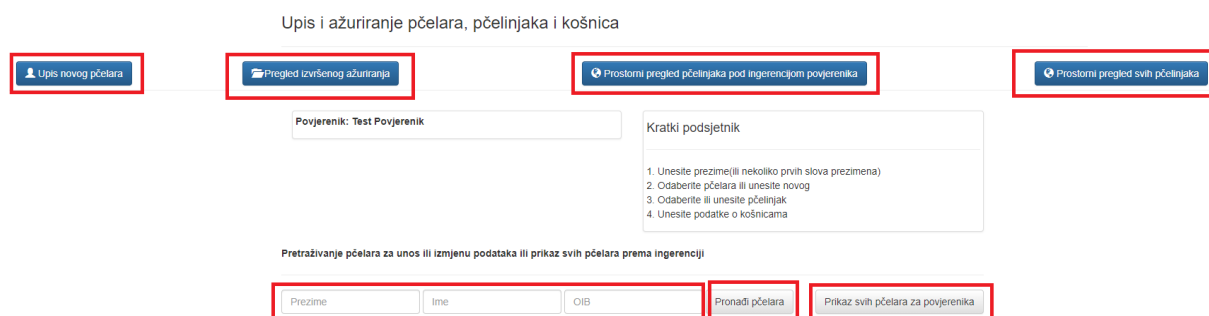 Upis i ažuriranje pčelara, pčelinjaka i košnica
Upis novog pčelara
Pregled izvršenog ažuriranja
Prostorni pregled pčelinjaka pod ingerencijom povjerenika
Prostorni pregled svih pčelinjaka
Povjerenik: Test Povjerenik
Kratki podsjetnik
1. Unesite prezime(ili nekoliko prvih slova prezimena)
2. Odaberite pčelara ili unesite novog
3. Odaberite ili unesite pčelinjak
4. Unesite podatke o košnicama
Pretraživanje pčelara za unos ili izmjenu podataka ili prikaz svih pčelara prema ingerenciji
Prezime
Ime
OIB
Pronađi pčelara
Prikaz svih pčelara za povjerenika